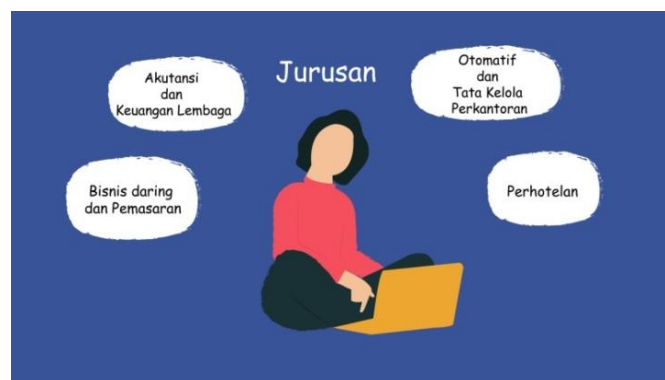 Jurusan
Akutansi
dan
Keuangan Lembaga
Otomatif
dan
Tata Kelola
Perkantoran
Bisnis daring
dan Pemasaran
Perhotelan